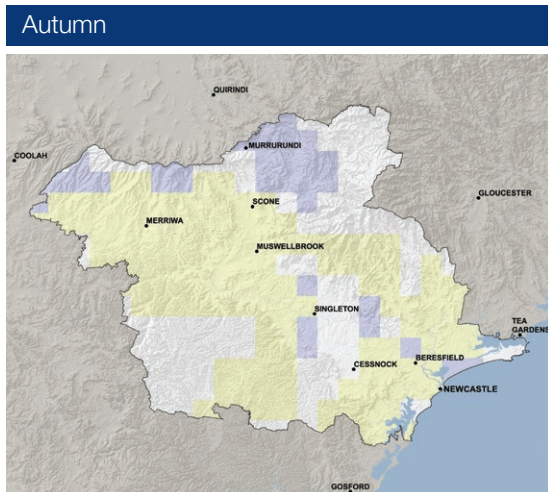 Autumn
QUIRINDI
MURRURUNDI
COOLAH
GLOUCESTER
SCONE
MERRIWA
MUSWELLBROOK
SINGLETON
TEA
GARDENS
BERESFIELD
CESSNOCK
NEWCASTLE
GOSFORD